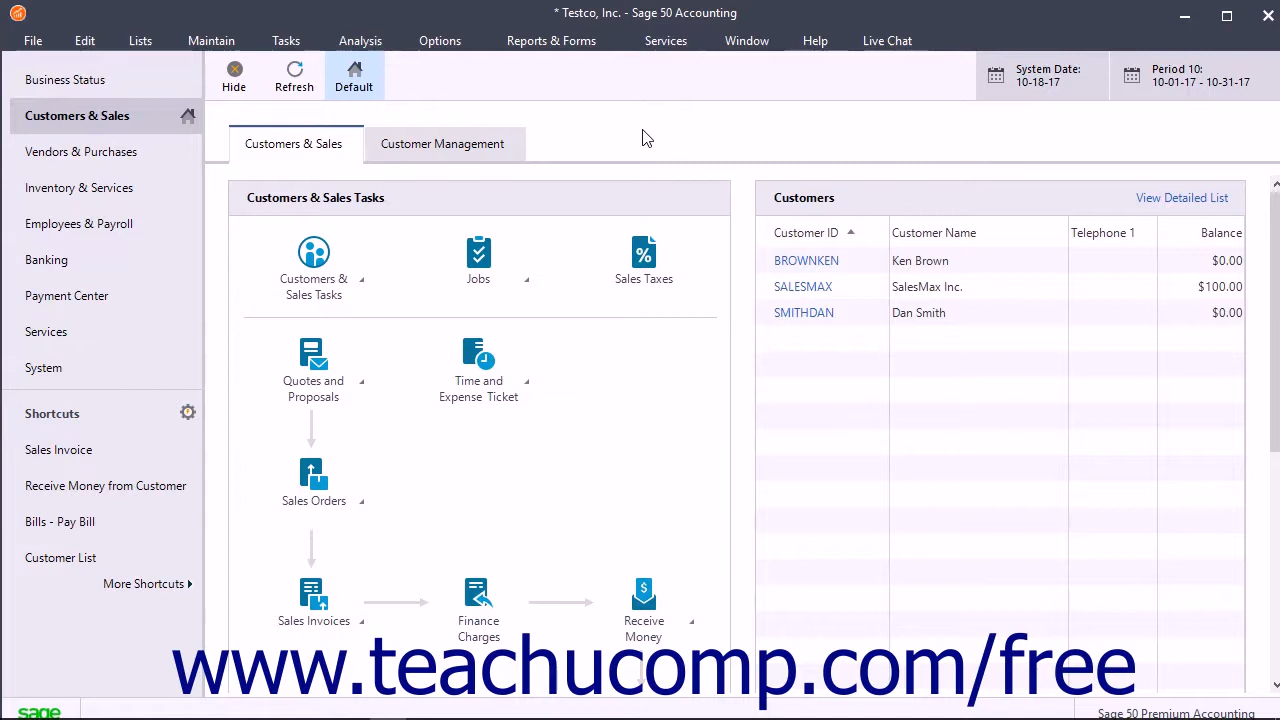 * Testco, Inc. - Sage 50 Accounting
File Edit Lists Maintain Tasks Analysis Options Reports & Forms Services Window Help Live Chat
Business Status
Customers & Sales
Vendors & Purchases
Inventory & Services
Employees & Payroll
Banking
Payment Center
Services
System
Shortcuts
Sales Invoice
Receive Money from Customer
Bills - Pay Bill
Customer List
More Shortcuts
Hide Refresh Default
System Date:
10-18-17
Period 10:
10-01-17 - 10-31-17
Customers & Sales Customer Management
Customers & Sales Tasks
Customers &
Sales Tasks
Jobs
Sales Taxes
Quotes and
Proposals
Time and
Expense Ticket
Sales Orders
Sales Invoices
Finance
Charges
Receive
Money
Customers View Detailed List
Customer ID Customer Name Telephone 1 Balance
BROWNKEN Ken Brown $0.00
SALESMAX SalesMax Inc. $100.00
SMITHDAN Dan Smith $0.00
www.teachucomp.com/free
sage
Sage 50 Premium Accounting